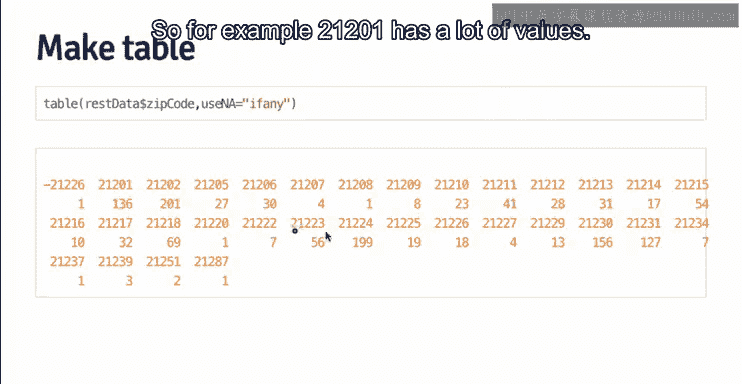 So for example 21201 has a lot of values.
Make table
table(restData$zipCode,useNA="ifany")
-21226 21201 21202 21205 21206 21207 21208 21209 21210 21211 21212 21213 21214 21215
1 136 201 27 30 4 1 8 23 41 28 31 17 54
21216 21217 21218 21220 21222 21223 21224 21225 21226 21227 21229 21230 21231 21234
10 32 69 1 7 56 199 19 18 4 13 156 127 7
21237 21239 21251 21287
1 3 2 1